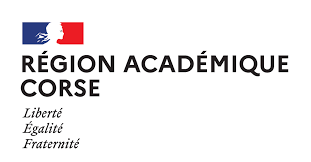 RÉGION ACADÉMIQUE
CORSE
Liberté
Égalité
Fraternité